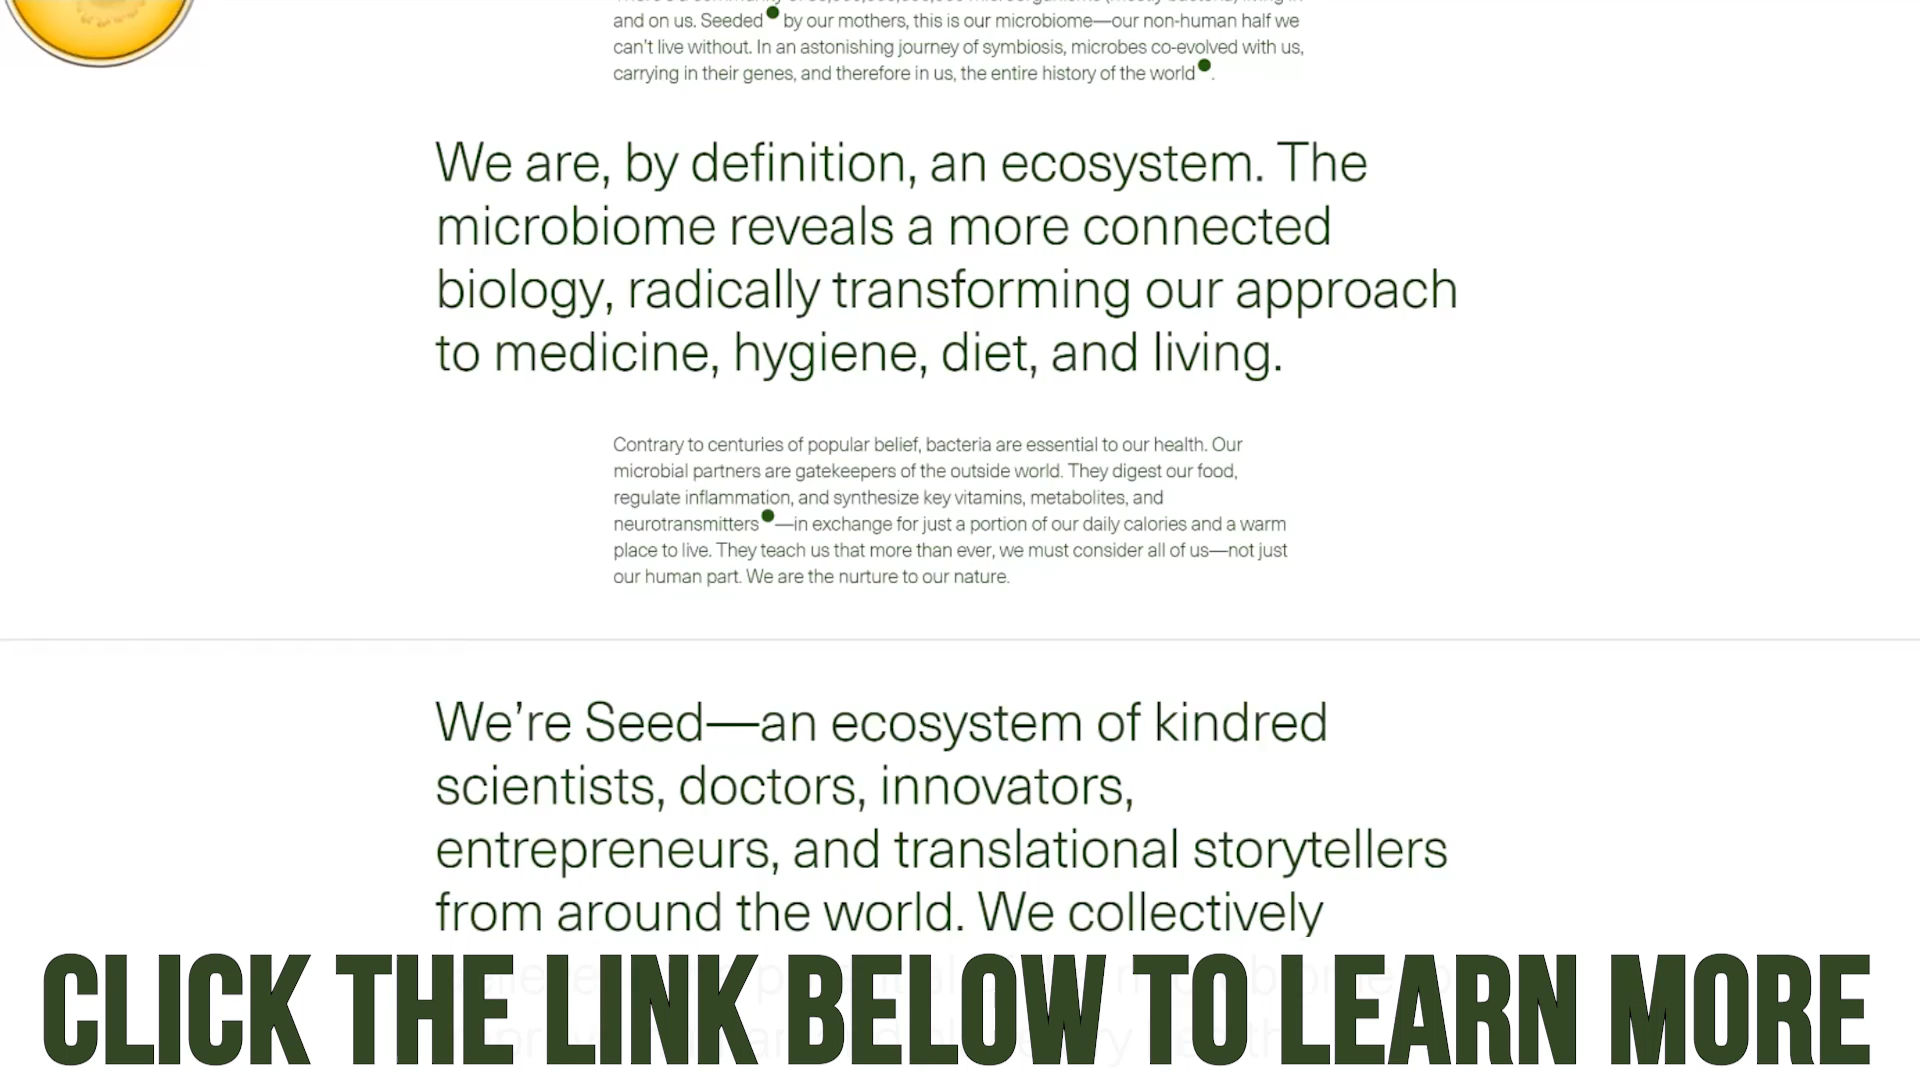 and on us. Seeded by our mothers, this is our microbiome—our non-human half we
can't live without. In an astonishing journey of symbiosis, microbes co-evolved with us,
carrying in their genes, and therefore in us, the entire history of the world.
We are, by definition, an ecosystem. The
microbiome reveals a more connected
biology, radically transforming our approach
to medicine, hygiene, diet, and living.
Contrary to centuries of popular belief, bacteria are essential to our health. Our
microbial partners are gatekeepers of the outside world. They digest our food,
regulate inflammation, and synthesize key vitamins, metabolites, and
neurotransmitters—in exchange for just a portion of our daily calories and a warm
place to live. They teach us that more than ever, we must consider all of us—not just
our human part. We are the nurture to our nature.
We're Seed—an ecosystem of kindred
scientists, doctors, innovators,
entrepreneurs, and translational storytellers
from around the world. We collectively
CLICK THE LINK BELOW TO LEARN MORE